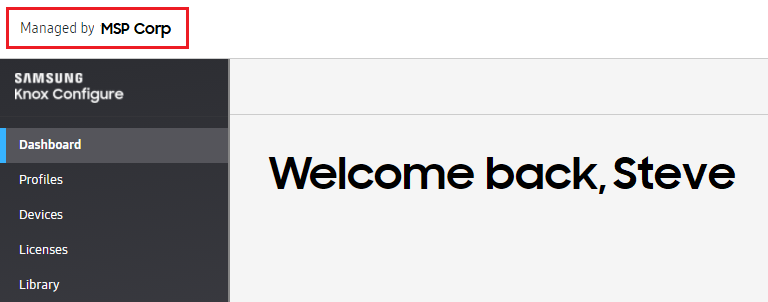 Managed by MSP Corp
SAMSUNG
Knox Configure
Dashboard
Profiles
Devices
Licenses
Library
Welcome back, Steve